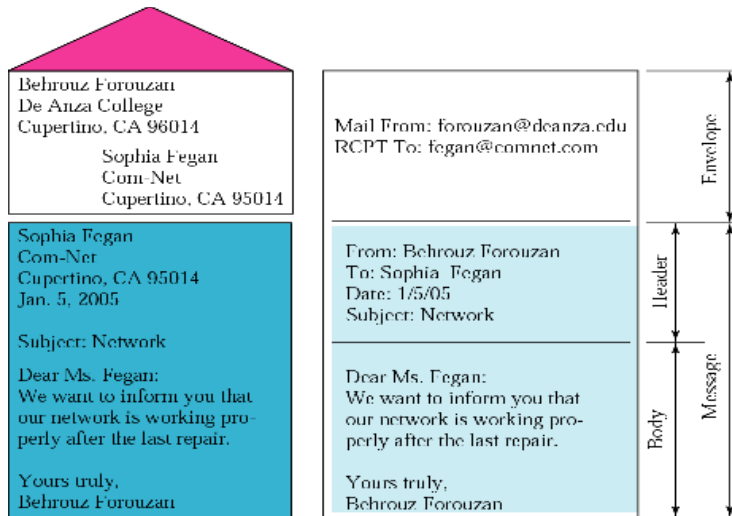 Behrouz Forouzan
De Anza College
Cupertino, CA 96014
Sophia Fegan
Com-Net
Cupertino, CA 95014
Sophia Fegan
Com-Net
Cupertino, CA 95014
Jan. 5, 2005
Subject: Network
Dear Ms. Fegan:
We want to inform you that
our network is working pro-
perly after the last repair.
Yours truly,
Behrouz Forouzan
Mail From: forouzan@deanza.edu
RCPT To: fegan@comnet.com
From: Behrouz Forouzan
To: Sophia Fegan
Date: 1/5/05
Subject: Network
Dear Ms. Fegan:
We want to inform you that
our network is working pro-
perly after the last repair.
Yours truly,
Behrouz Forouzan
Envelope
Header
Body
Message